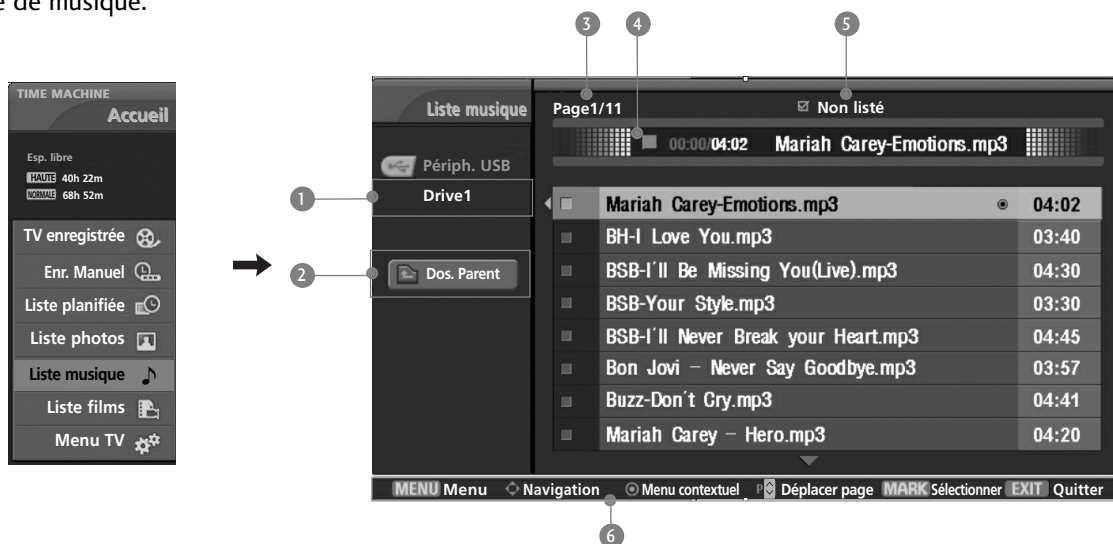 de musique.
3 4 5
TIME MACHINE
Accueil
Esp. libre
HAUTE 40h 22m
NORMALE 68h 52m
TV enregistrée
Enr. Manuel
Liste planifiée
Liste photos
Liste musique
Liste films
Menu TV
Liste musique
Périph. USB
1 Drive1
2 Dos. Parent
Page1/11
Non listé
00:00/04:02 Mariah Carey-Emotions.mp3
Mariah Carey-Emotions.mp3 04:02
BH-I Love You.mp3 03:40
BSB-I´ll Be Missing You(Live).mp3 04:30
BSB-Your Style.mp3 03:30
BSB-I´ll Never Break your Heart.mp3 04:45
Bon Jovi – Never Say Goodbye.mp3 03:57
Buzz-Don´t Cry.mp3 04:41
Mariah Carey – Hero.mp3 04:20
MENU Menu Navigation Menu contextuel P Déplacer page MARK Sélectionner EXIT Quitter
6